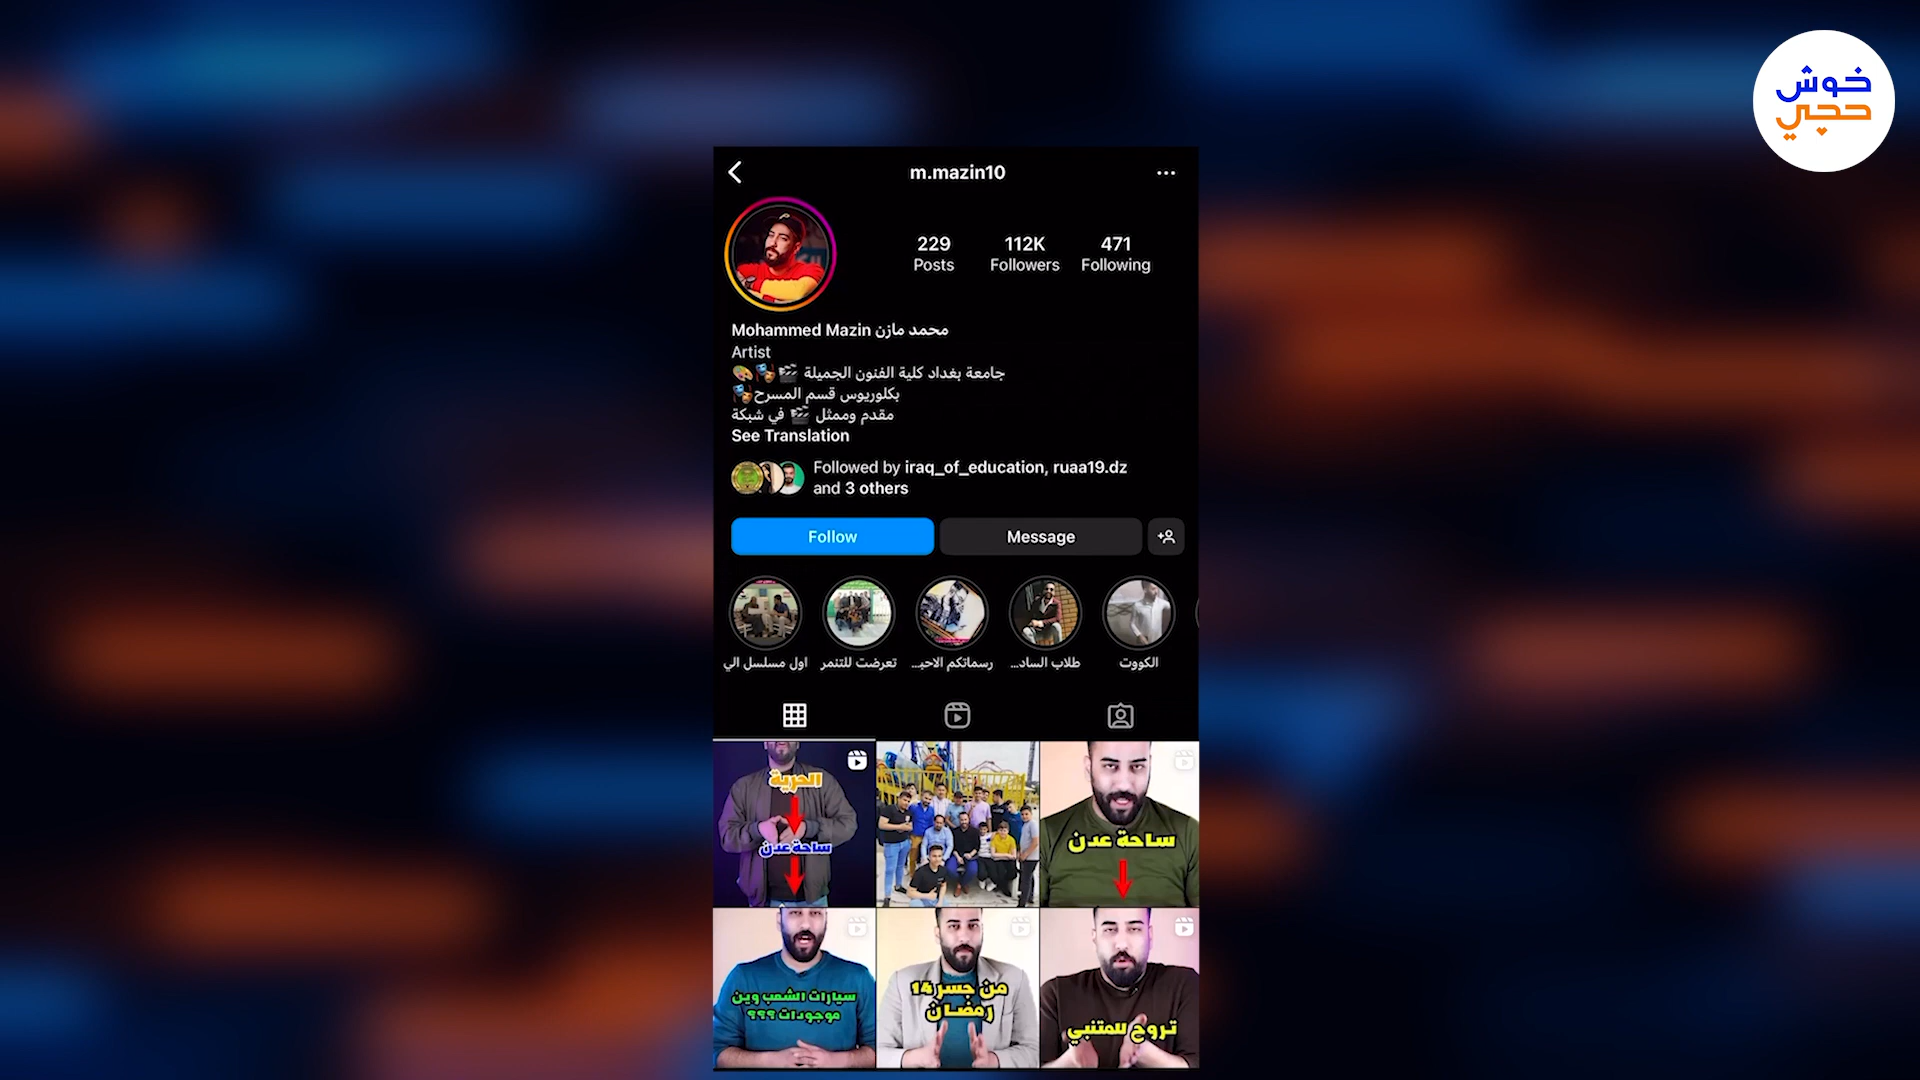 خوش
حجي
m.mazin10
229
Posts
112K
Followers
471
Following
Mohammed Mazin محمد مازن
Artist
جامعة بغداد كلية الفنون الجميلة
بكلوريوس قسم المسرح
مقدم وممثل 🎬 في شبكة
See Translation
Followed by iraq_of_education, ruaa19.dz
and 3 others
Follow
Message
اول مسلسل الي
تعرضت للتنمر
رسماتكم الاحبـ...
طلاب الساد...
الكووت
الحرية
ساحة عدن
ساحة عدن
سيارات الشعب وين
موجودات ؟؟؟
من جسر 14
رمضان
تروح للمتنبي